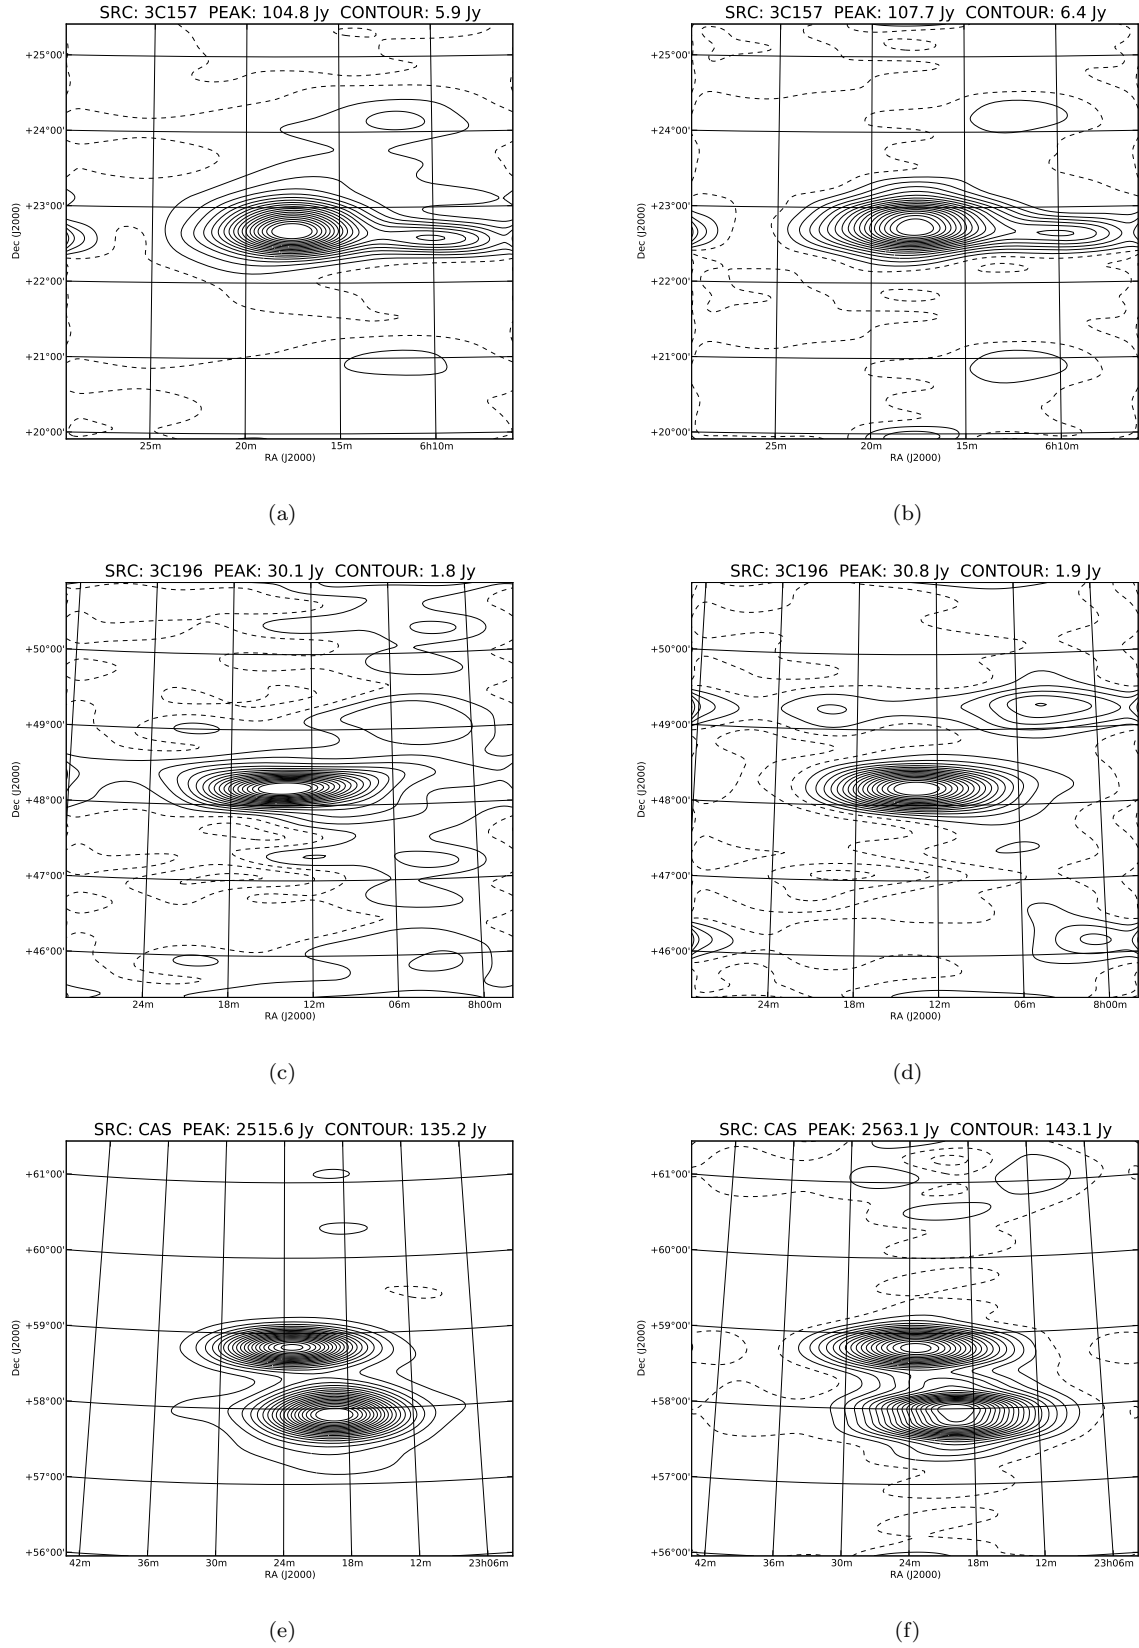 SRC: 3C157  PEAK: 104.8 Jy  CONTOUR: 5.9 Jy
+25°00'
+24°00'
+23°00'
+22°00'
+21°00'
+20°00'
Dec (J2000)
25m 20m 15m 6h10m
RA (J2000)
(a)
SRC: 3C157  PEAK: 107.7 Jy  CONTOUR: 6.4 Jy
+25°00'
+24°00'
+23°00'
+22°00'
+21°00'
+20°00'
Dec (J2000)
25m 20m 15m 6h10m
RA (J2000)
(b)
SRC: 3C196  PEAK: 30.1 Jy  CONTOUR: 1.8 Jy
+50°00'
+49°00'
+48°00'
+47°00'
+46°00'
Dec (J2000)
24m 18m 12m 06m 8h00m
RA (J2000)
(c)
SRC: 3C196  PEAK: 30.8 Jy  CONTOUR: 1.9 Jy
+50°00'
+49°00'
+48°00'
+47°00'
+46°00'
Dec (J2000)
24m 18m 12m 06m 8h00m
RA (J2000)
(d)
SRC: CAS  PEAK: 2515.6 Jy  CONTOUR: 135.2 Jy
+61°00'
+60°00'
+59°00'
+58°00'
+57°00'
+56°00'
Dec (J2000)
42m 36m 30m 24m 18m 12m 23h06m
RA (J2000)
(e)
SRC: CAS  PEAK: 2563.1 Jy  CONTOUR: 143.1 Jy
+61°00'
+60°00'
+59°00'
+58°00'
+57°00'
+56°00'
Dec (J2000)
42m 36m 30m 24m 18m 12m 23h06m
RA (J2000)
(f)